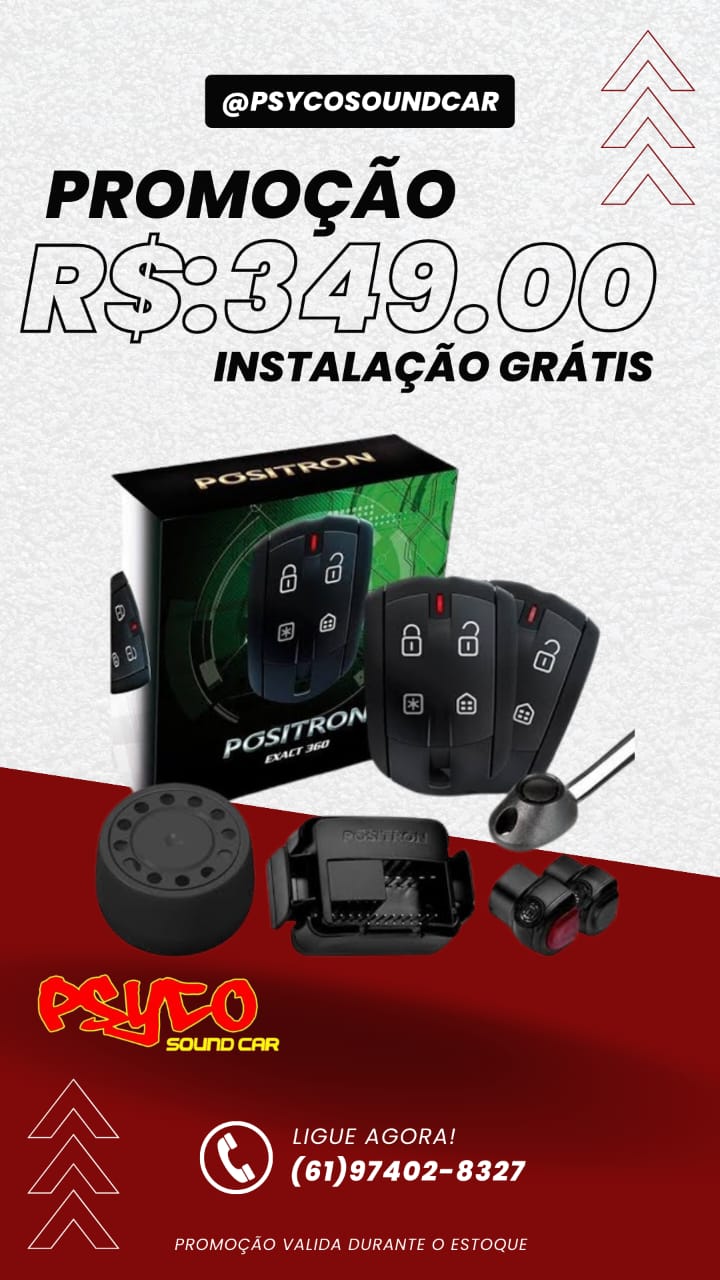 @PSYCOSOUNDCAR
PROMOÇÃO
R$:349.00
INSTALAÇÃO GRÁTIS
POSITRON
POSITRON
EXACT 360
POSITRON
PSYCO
SOUND CAR
LIGUE AGORA!
(61)97402-8327
PROMOÇÃO VALIDA DURANTE O ESTOQUE